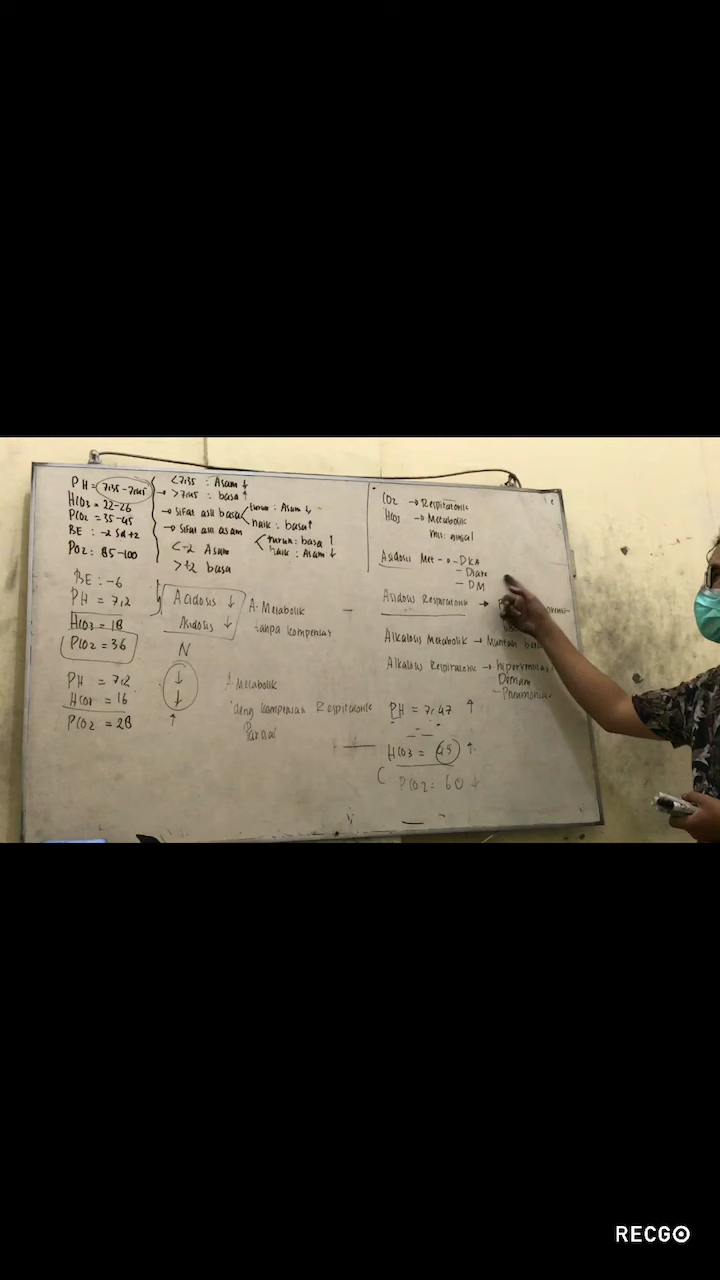 PH = 7,35 - 7,45
HCO3 = 22-26
PCO2 = 35-45
BE : -2 sd +2
PO2 : 85-100
<7,35 : Asam ↓
→ >7,45 : basa ↑
→ sifat asli basa
turun : Asam ↓
naik : basa ↑
→ sifat asli asam
turun : basa ↑
naik : Asam ↓
<-2 Asam
>+2 basa
BE : -6
PH = 7,2
HCO3 = 18
PCO2 = 36
Acidosis ↓
Asidosis ↓
N
A. Metabolik
tanpa kompensasi
PH = 7,2
HCO3 = 16
PCO2 = 28
↓
↓
↑
A. Metabolik
deng kompensasi Respiratorik
Parsial
CO2 → Respiratorik
HCO3 → Metabolik
mis: ginjal
Asidosis Met → - DKA
- Diare
- DM
Asidosis Respiratorik →
Alkalosis Metabolik → Muntah
Alkalosis Respiratorik → hiperventilasi
Demam
- Pneumonia
PH = 7,47 ↑
HCO3 = 45 ↑
PCO2 = 60 ↓
RECGO